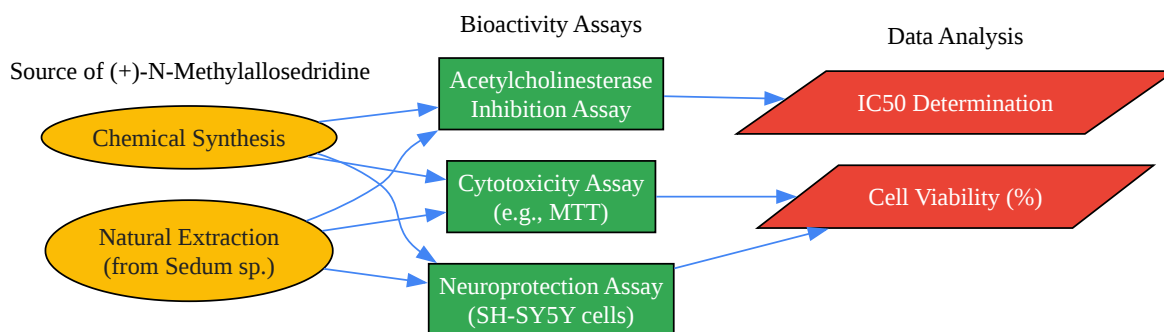 Source of (+)-N-Methylallosedridine
Chemical Synthesis
Natural Extraction
(from Sedum sp.)
Bioactivity Assays
Acetylcholinesterase
Inhibition Assay
Cytotoxicity Assay
(e.g., MTT)
Neuroprotection Assay
(SH-SY5Y cells)
Data Analysis
IC50 Determination
Cell Viability (%)